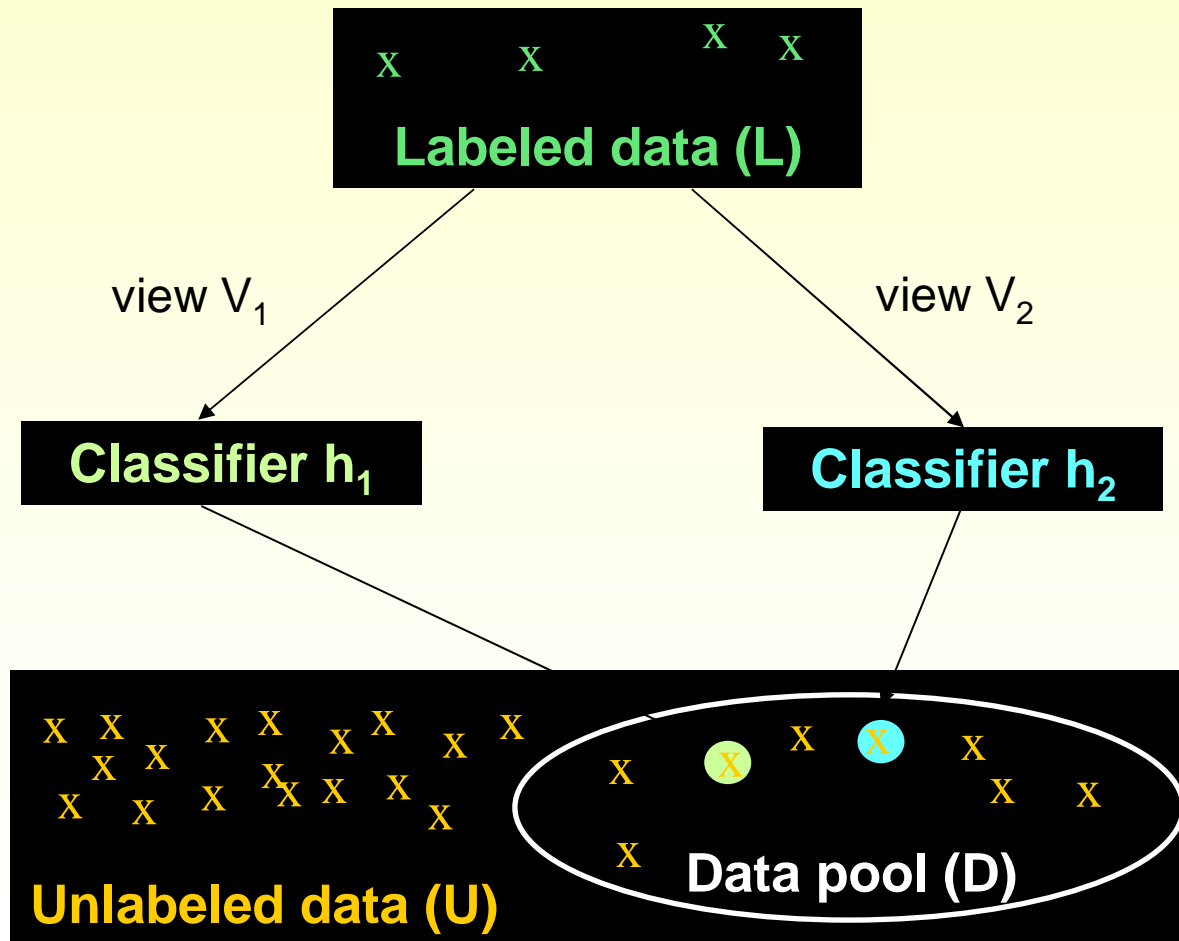 x x x x
Labeled data (L)
view V₁
view V₂
Classifier h₁
Classifier h₂
x x x x x x x x
x x x x x x
x x x x x
x x x x
x x x x
x x x
x
Data pool (D)
Unlabeled data (U)